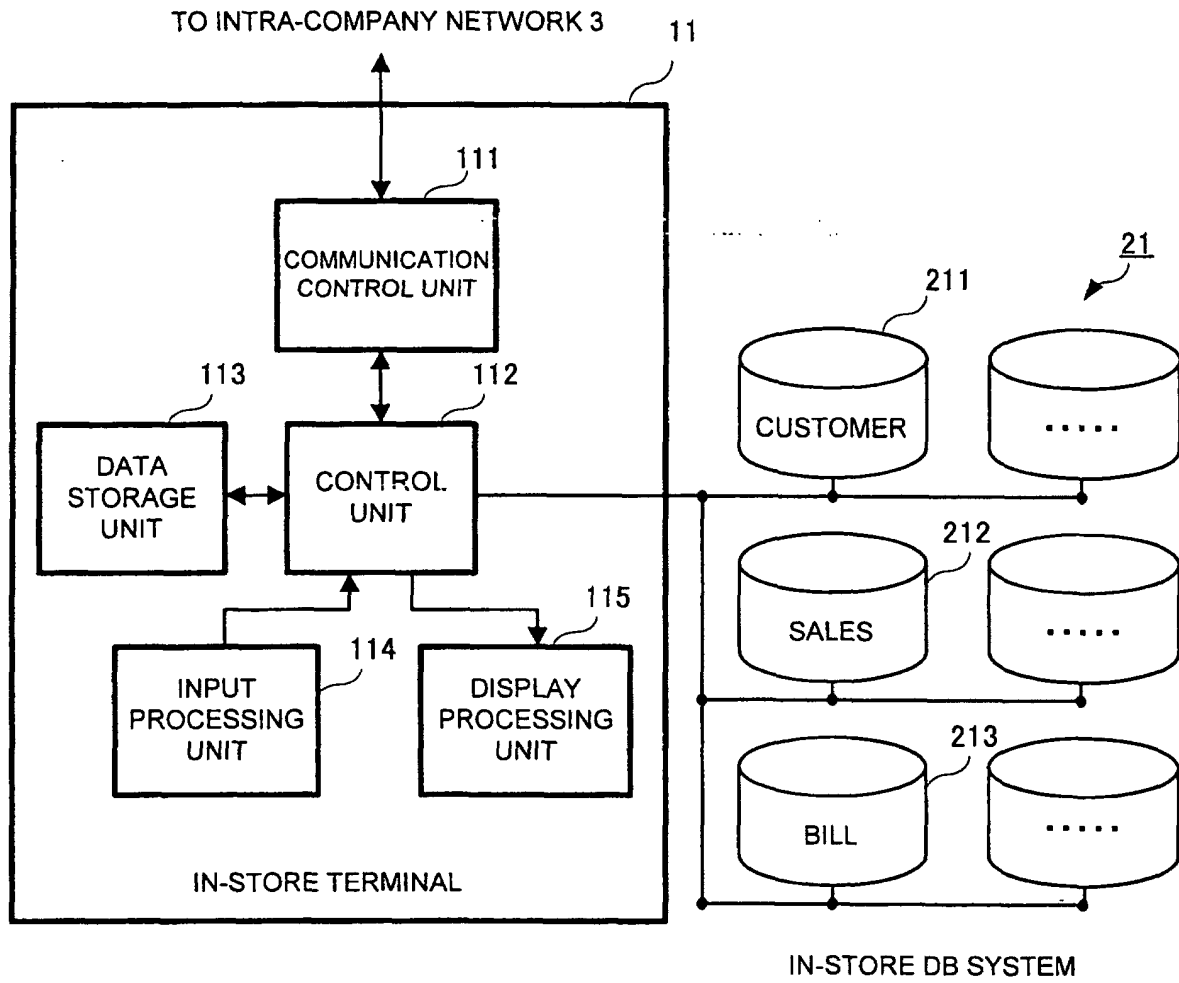 TO INTRA-COMPANY NETWORK 3
11
111
COMMUNICATION
CONTROL UNIT
113
112
DATA
STORAGE
UNIT
CONTROL
UNIT
114
115
INPUT
PROCESSING
UNIT
DISPLAY
PROCESSING
UNIT
IN-STORE TERMINAL
21
211
CUSTOMER
.....
212
SALES
.....
213
BILL
.....
IN-STORE DB SYSTEM